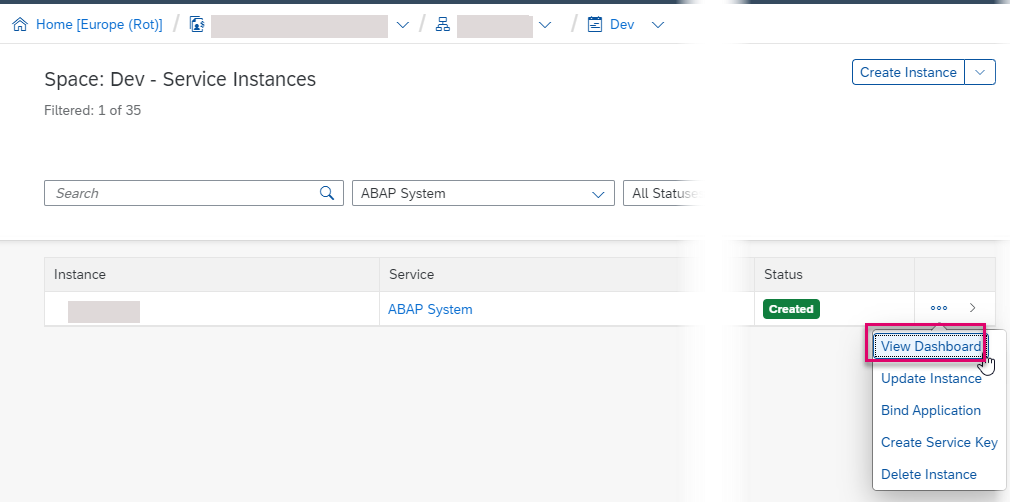 Home [Europe (Rot)] / / / Dev
Space: Dev - Service Instances
Create Instance
Filtered: 1 of 35
Search
ABAP System
All Statuse
Instance Service Status
ABAP System Created
View Dashboard
Update Instance
Bind Application
Create Service Key
Delete Instance